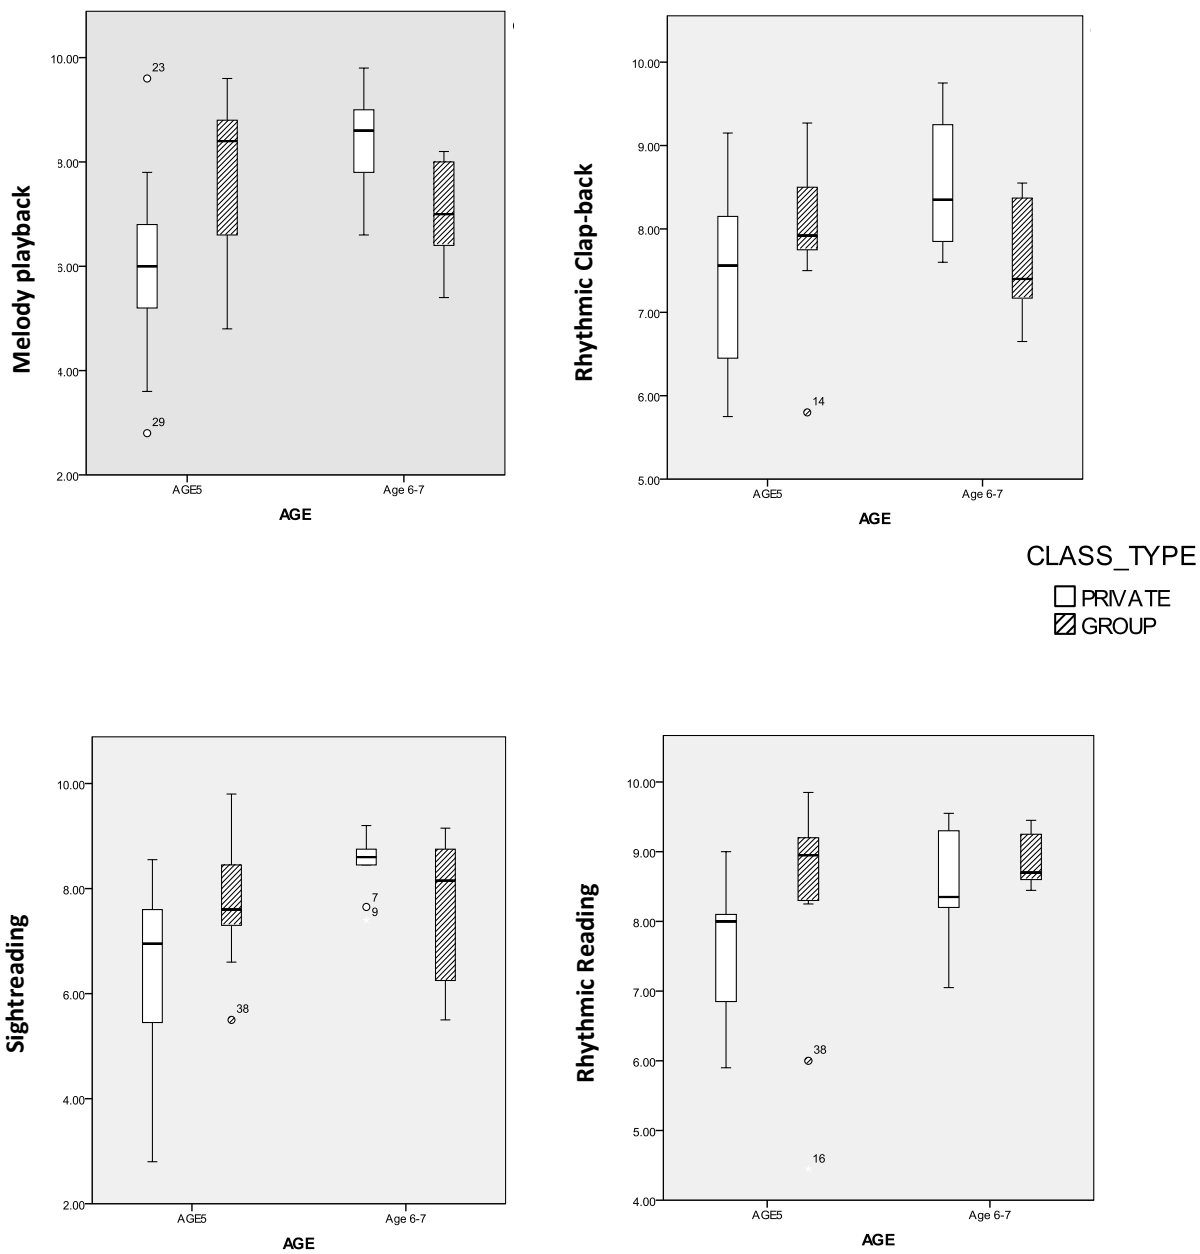 Melody playback
10.00
8.00
6.00
4.00
2.00
23
29
AGE5
Age 6-7
AGE
Rhythmic Clap-back
10.00
9.00
8.00
7.00
6.00
5.00
14
AGE5
Age 6-7
AGE
CLASS_TYPE
PRIVATE
GROUP
Sightreading
10.00
8.00
6.00
4.00
2.00
38
7
9
AGE5
Age 6-7
AGE
Rhythmic Reading
10.00
9.00
8.00
7.00
6.00
5.00
4.00
38
16
AGE5
Age 6-7
AGE